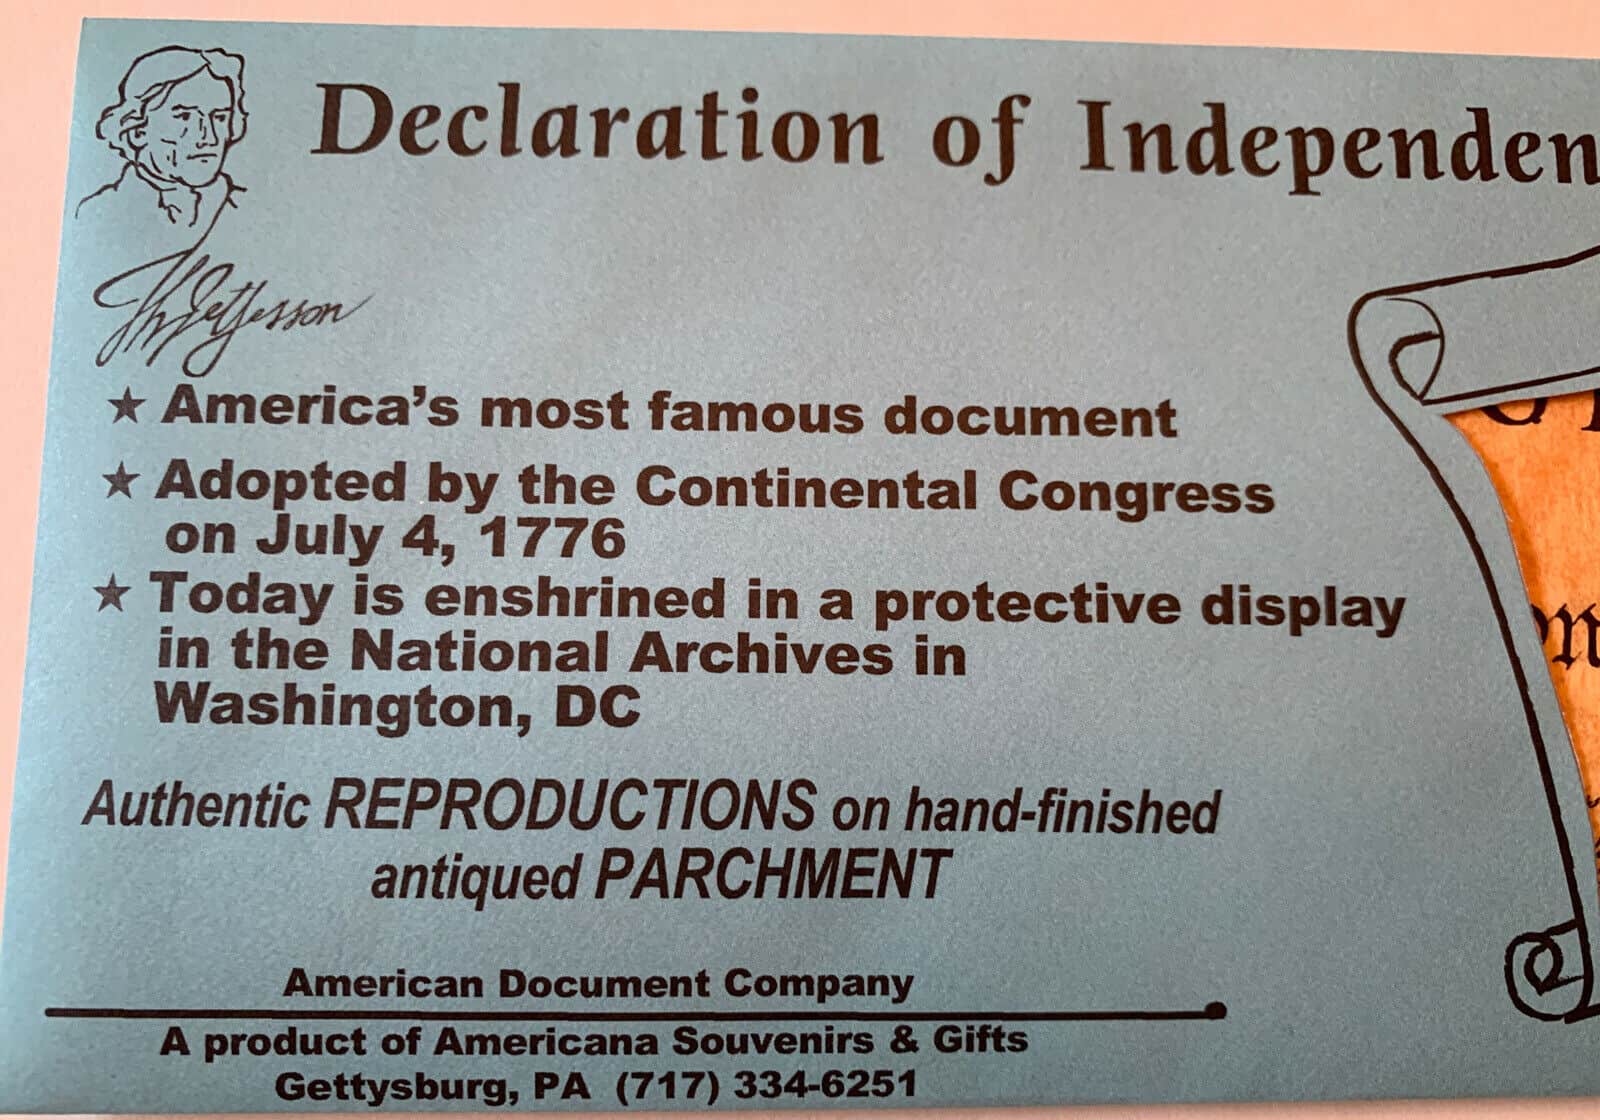 Declaration of Independen
Th Jefferson
★ America's most famous document
★ Adopted by the Continental Congress
on July 4, 1776
★ Today is enshrined in a protective display
in the National Archives in
Washington, DC
Authentic REPRODUCTIONS on hand-finished
antiqued PARCHMENT
American Document Company
A product of Americana Souvenirs & Gifts
Gettysburg, PA (717) 334-6251